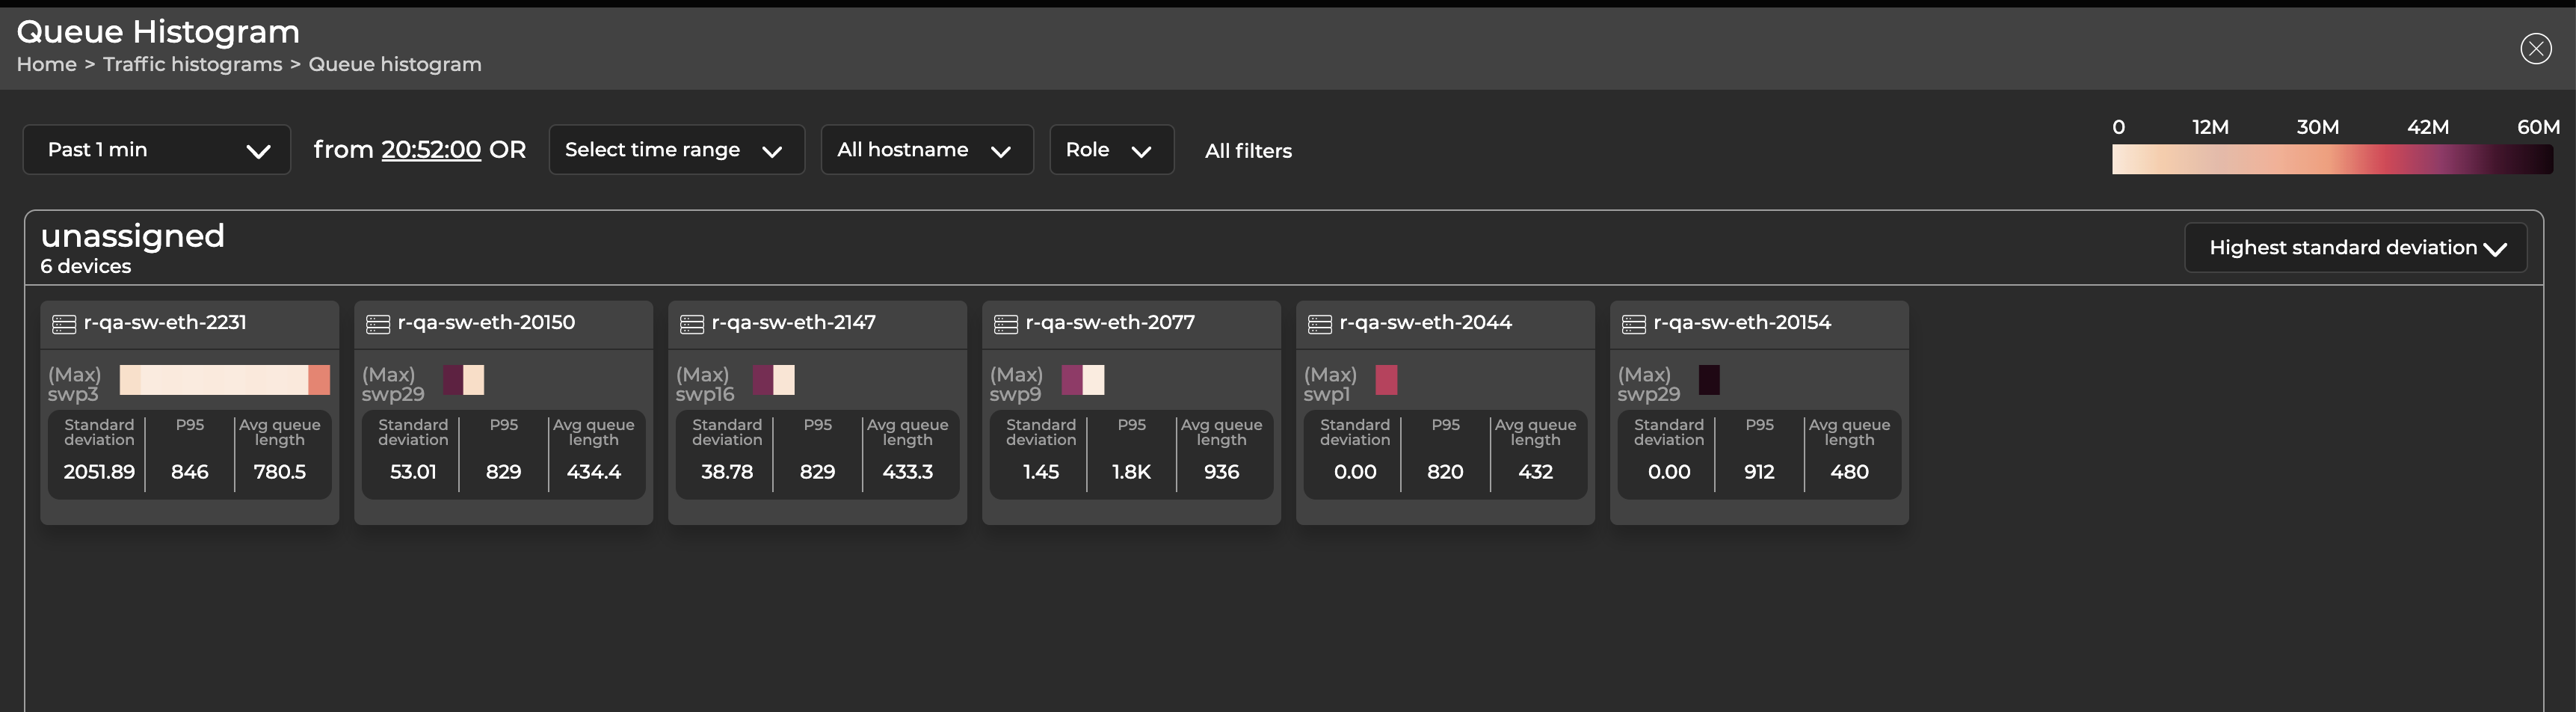 Queue Histogram
Home > Traffic histograms > Queue histogram
Past 1 min
from 20:52:00 OR
Select time range
All hostname
Role
All filters
0 12M 30M 42M 60M
unassigned
6 devices
Highest standard deviation
r-qa-sw-eth-2231
(Max)
swp3
Standard
deviation
P95
Avg queue
length
2051.89
846
780.5
r-qa-sw-eth-20150
(Max)
swp29
Standard
deviation
P95
Avg queue
length
53.01
829
434.4
r-qa-sw-eth-2147
(Max)
swp16
Standard
deviation
P95
Avg queue
length
38.78
829
433.3
r-qa-sw-eth-2077
(Max)
swp9
Standard
deviation
P95
Avg queue
length
1.45
1.8K
936
r-qa-sw-eth-2044
(Max)
swp1
Standard
deviation
P95
Avg queue
length
0.00
820
432
r-qa-sw-eth-20154
(Max)
swp29
Standard
deviation
P95
Avg queue
length
0.00
912
480